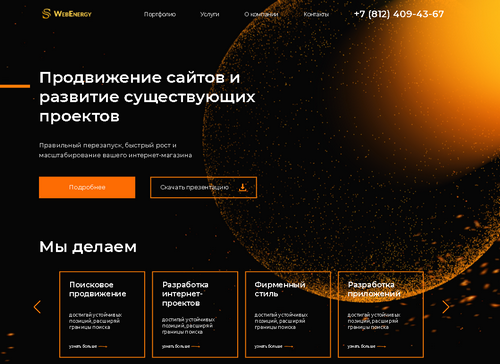 WebEnergy
Портфолио
Услуги
О компании
Контакты
+7 (812) 409-43-67
Продвижение сайтов и
развитие существующих
проектов
Правильный перезапуск, быстрый рост и
масштабирование вашего интернет-магазина
Подробнее
Скачать презентацию
Мы делаем
Поисковое
продвижение
достигай устойчивых
позиций, расширяй
границы поиска
узнать больше
Разработка
интернет-
проектов
достигай устойчивых
позиций, расширяй
границы поиска
узнать больше
Фирменный
стиль
достигай устойчивых
позиций, расширяй
границы поиска
узнать больше
Разработка
приложений
достигай устойчивых
позиций, расширяй
границы поиска
узнать больше